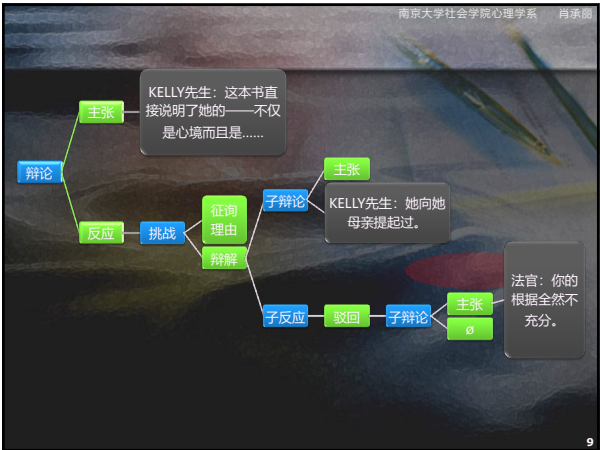 南京大学社会学院心理学系 肖承丽
KELLY先生：这本书直
接说明了她的——不仅
是心境而且是……
主张
辩论
反应
挑战
征询
理由
辩解
子辩论
主张
KELLY先生：她向她
母亲提起过。
子反应
驳回
子辩论
主张
ø
法官：你的
根据全然不
充分。
9